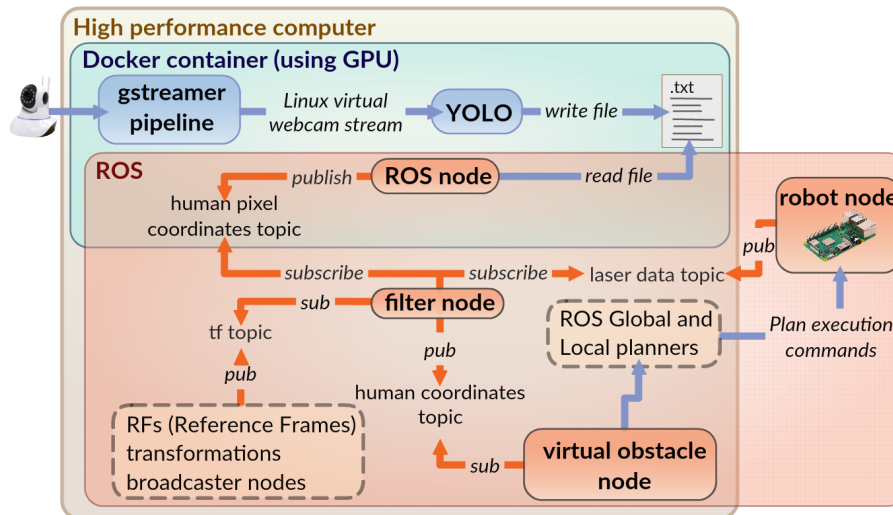 High performance computer
Docker container (using GPU)
gstreamer
pipeline
Linux virtual
webcam stream
YOLO
write file
.txt
ROS
publish
ROS node
read file
human pixel
coordinates topic
robot node
pub
subscribe
subscribe
laser data topic
sub
filter node
tf topic
ROS Global and
Local planners
Plan execution
commands
pub
pub
human coordinates
topic
RFs (Reference Frames)
transformations
broadcaster nodes
sub
virtual obstacle
node